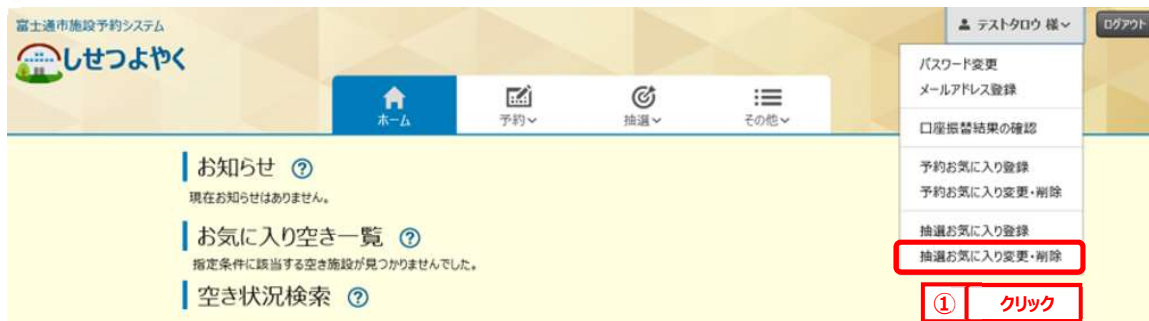 富士通市施設予約システム
しせつよやく
テストタロウ 様
ログアウト
ホーム
予約
抽選
その他
パスワード変更
メールアドレス登録
口座振替結果の確認
予約お気に入り登録
予約お気に入り変更・削除
抽選お気に入り登録
抽選お気に入り変更・削除
① クリック
お知らせ ?
現在お知らせはありません。
お気に入り空き一覧 ?
指定条件に該当する空き施設が見つかりませんでした。
空き状況検索 ?